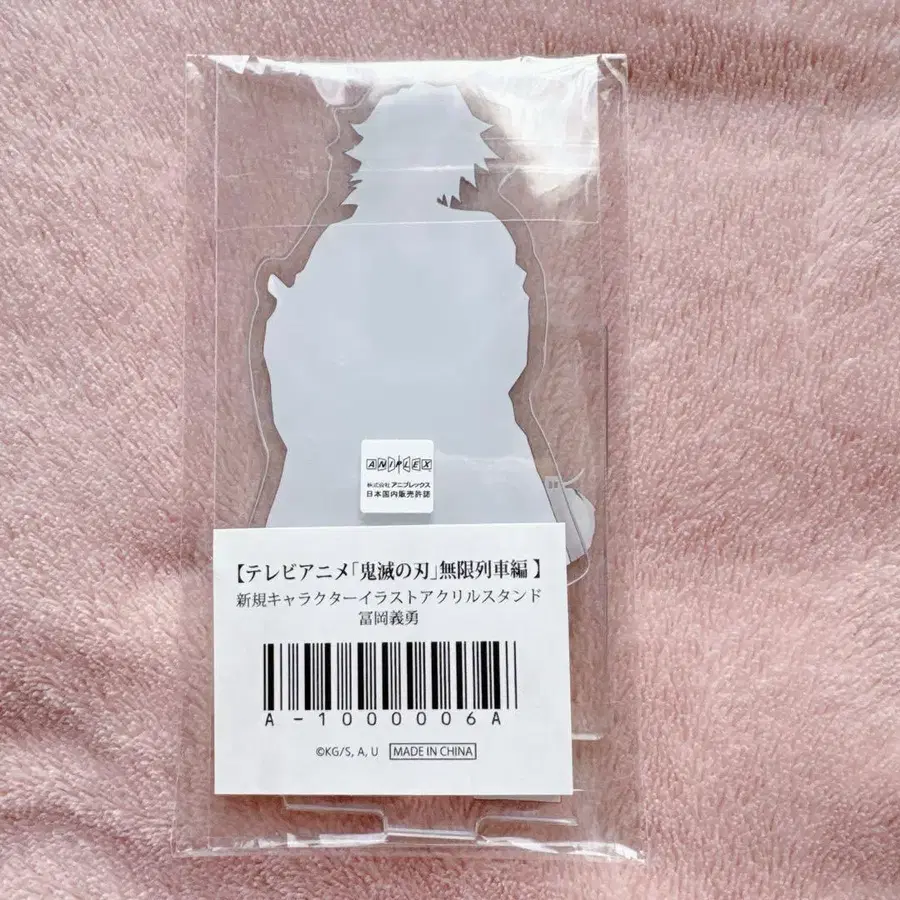 ANIPLEX
株式会社アニプレックス
日本国内販売許諾
【テレビアニメ「鬼滅の刃」無限列車編】
新規キャラクターイラストアクリルスタンド
冨岡義勇
A-1000006A
©KG/S, A, U MADE IN CHINA